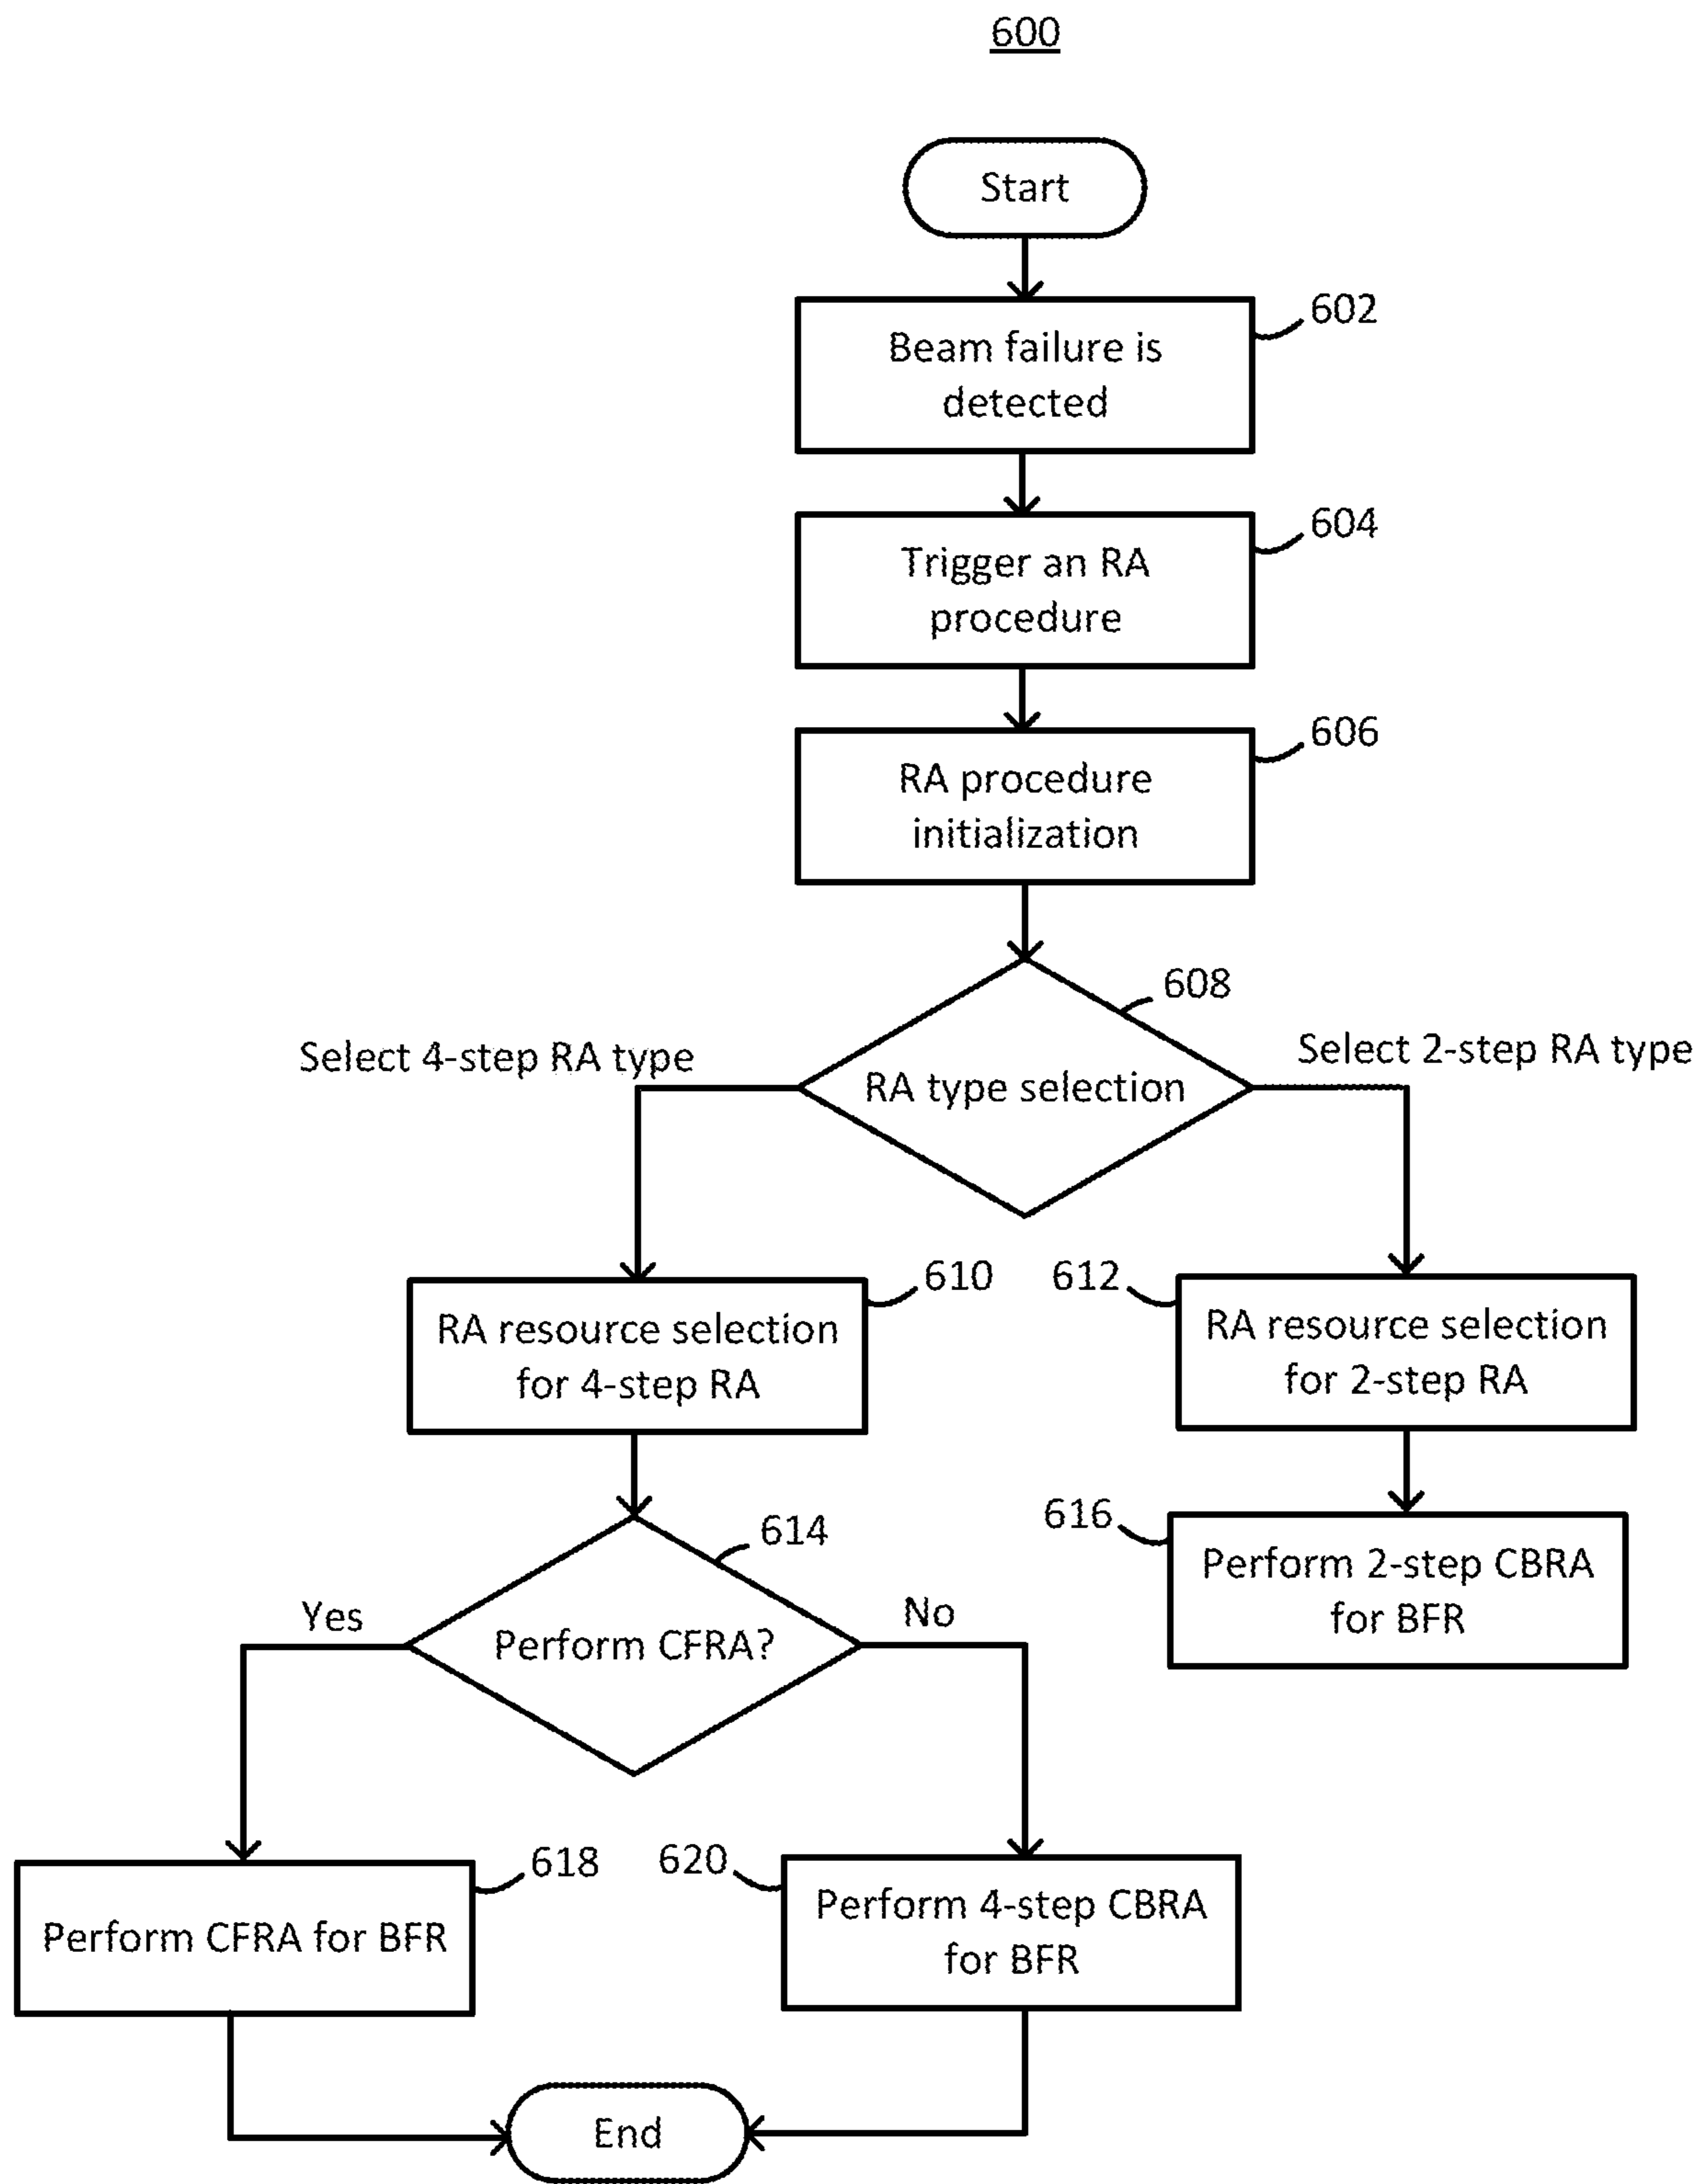 600
Start
602
Beam failure is
detected
604
Trigger an RA
procedure
606
RA procedure
initialization
608
Select 4-step RA type
Select 2-step RA type
RA type selection
610
612
RA resource selection
for 4-step RA
RA resource selection
for 2-step RA
614
616
Perform 2-step CBRA
for BFR
Yes
No
Perform CFRA?
618
620
Perform CFRA for BFR
Perform 4-step CBRA
for BFR
End